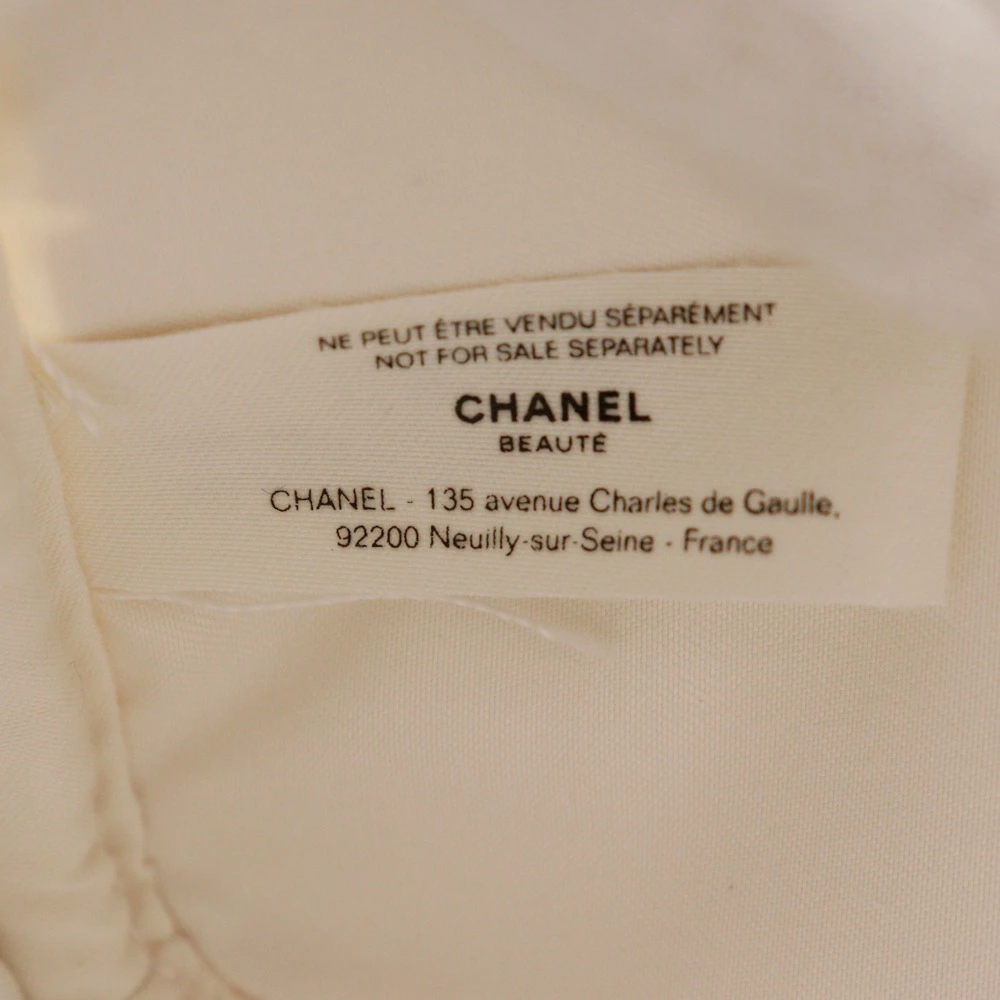 NE PEUT ÊTRE VENDU SÉPARÉMENT
NOT FOR SALE SEPARATELY
CHANEL
BEAUTÉ
CHANEL - 135 avenue Charles de Gaulle,
92200 Neuilly-sur-Seine - France